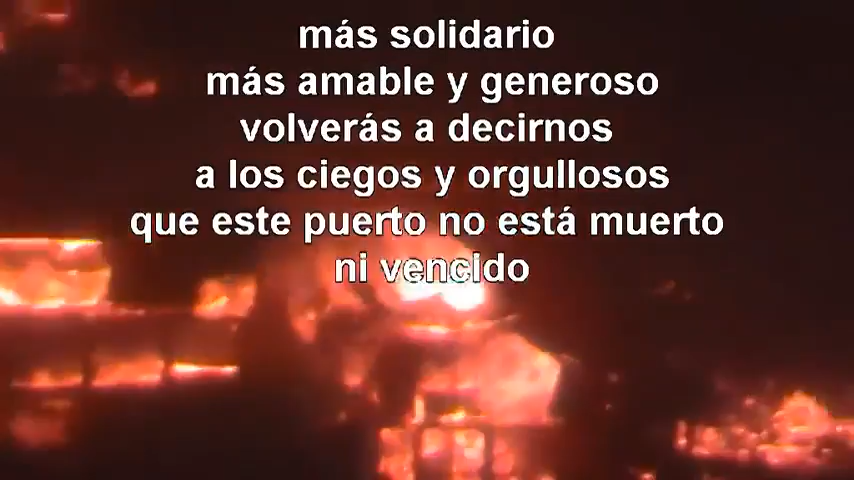 más solidario
más amable y generoso
volverás a decirnos
a los ciegos y orgullosos
que este puerto no está muerto
ni vencido